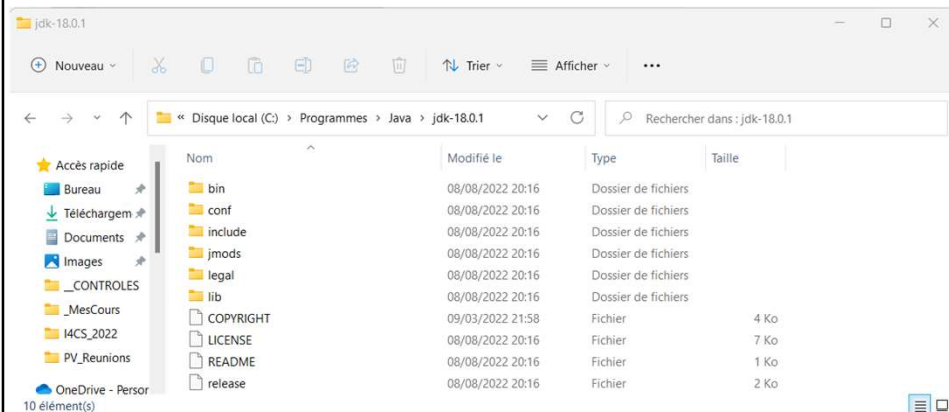 jdk-18.0.1
Nouveau Trier Afficher ...
« Disque local (C:) > Programmes > Java > jdk-18.0.1 Rechercher dans : jdk-18.0.1
Accès rapide
Bureau
Téléchargem
Documents
Images
__CONTROLES
_MesCours
I4CS_2022
PV_Reunions
OneDrive - Persor
Nom Modifié le Type Taille
bin 08/08/2022 20:16 Dossier de fichiers
conf 08/08/2022 20:16 Dossier de fichiers
include 08/08/2022 20:16 Dossier de fichiers
jmods 08/08/2022 20:16 Dossier de fichiers
legal 08/08/2022 20:16 Dossier de fichiers
lib 08/08/2022 20:16 Dossier de fichiers
COPYRIGHT 09/03/2022 21:58 Fichier 4 Ko
LICENSE 08/08/2022 20:16 Fichier 7 Ko
README 08/08/2022 20:16 Fichier 1 Ko
release 08/08/2022 20:16 Fichier 2 Ko
10 élément(s)